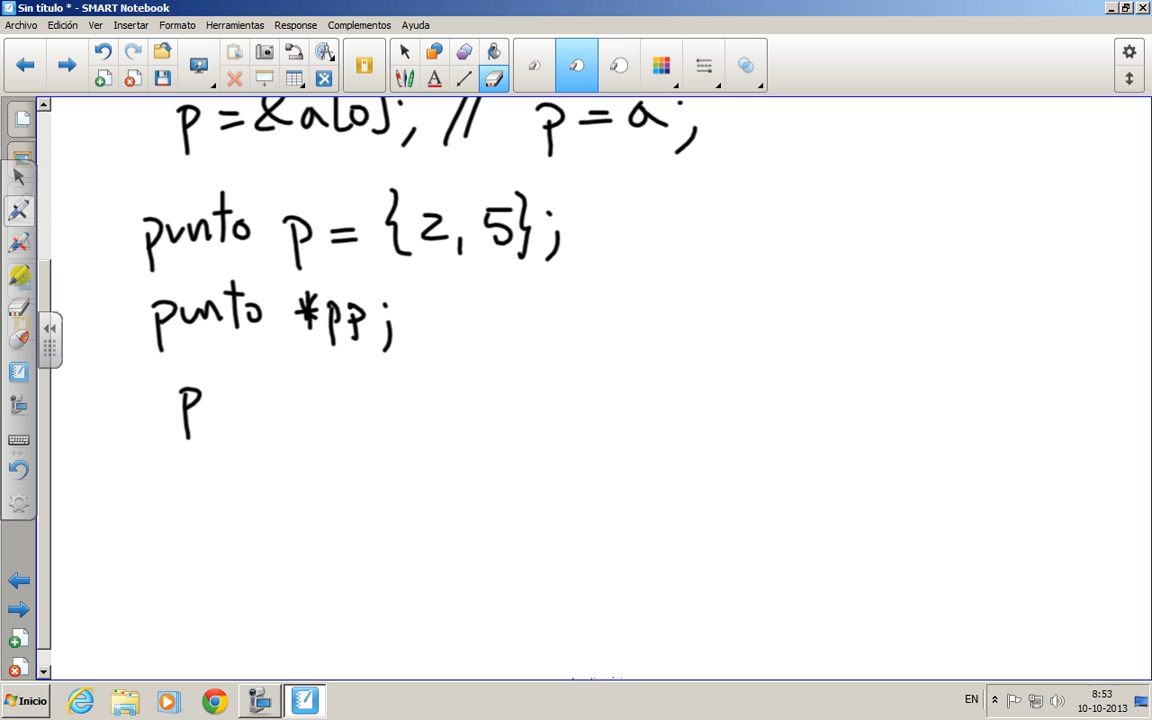 Sin título * - SMART Notebook
Archivo Edición Ver Insertar Formato Herramientas Response Complementos Ayuda
p = &a[0]; // p = a;
punto p = {2, 5};
punto *pp;
p
Inicio
EN
8:53
10-10-2013